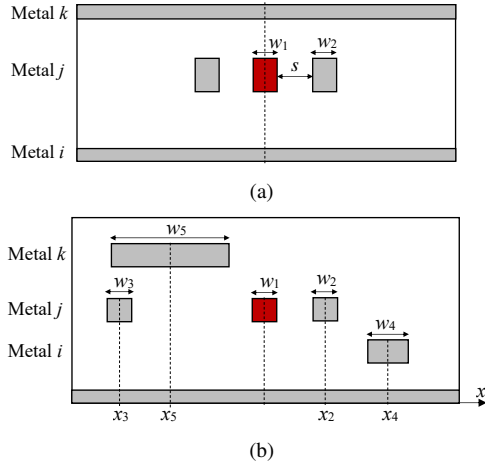 Metal k
w₁ w₂
Metal j
s
Metal i
(a)
w₅
Metal k
w₃ w₁ w₂
Metal j
w₄
Metal i
x
x₃ x₅ x₂ x₄
(b)